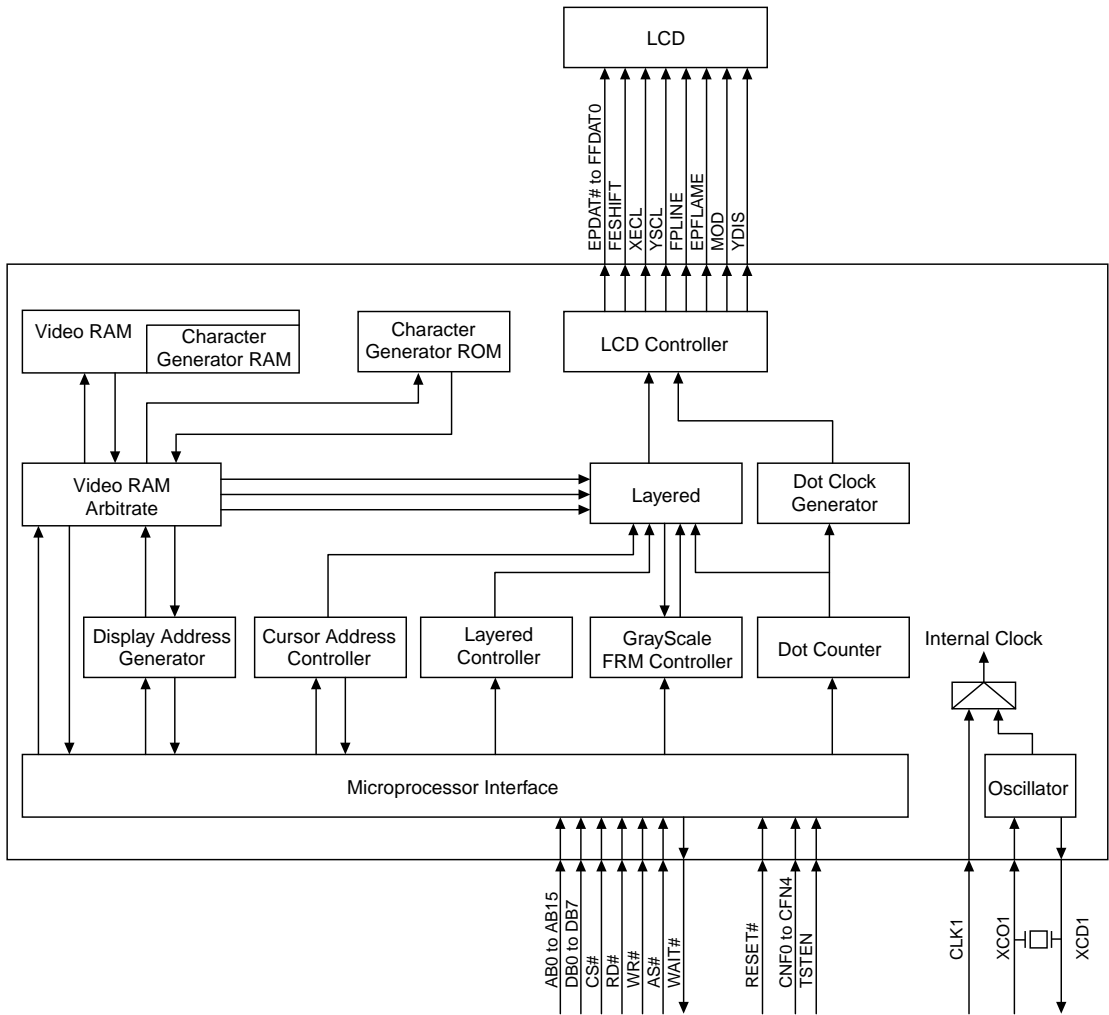 LCD
EPDAT# to FFDAT0
FESHIFT
XECL
YSCL
FPLINE
EPFLAME
MOD
YDIS
Video RAM
Character
Generator RAM
Character
Generator ROM
LCD Controller
Video RAM
Arbitrate
Layered
Dot Clock
Generator
Display Address
Generator
Cursor Address
Controller
Layered
Controller
GrayScale
FRM Controller
Dot Counter
Internal Clock
Microprocessor Interface
Oscillator
AB0 to AB15
DB0 to DB7
CS#
RD#
WR#
AS#
WAIT#
RESET#
CNF0 to CFN4
TSTEN
CLK1
XCO1
XCD1